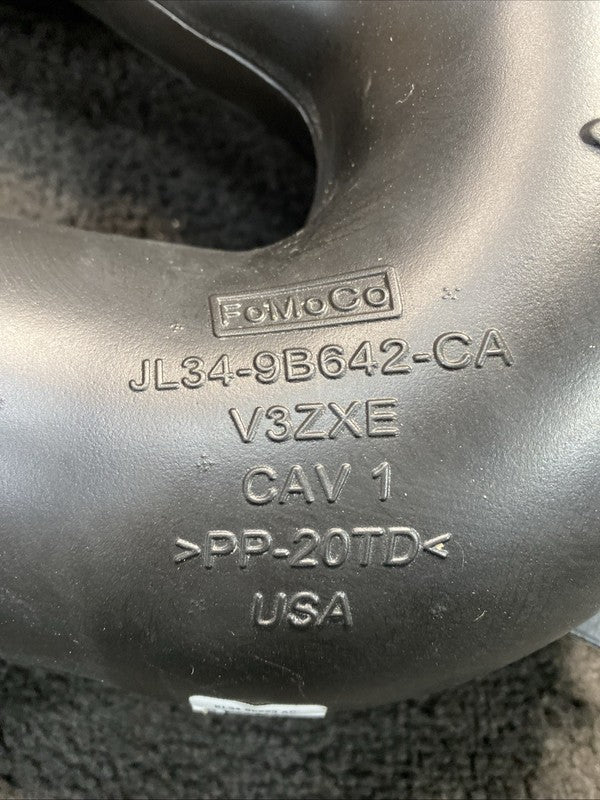 FoMoCo
JL34-9B642-CA
V3ZXE
CAV 1
>PP-20TD<
USA